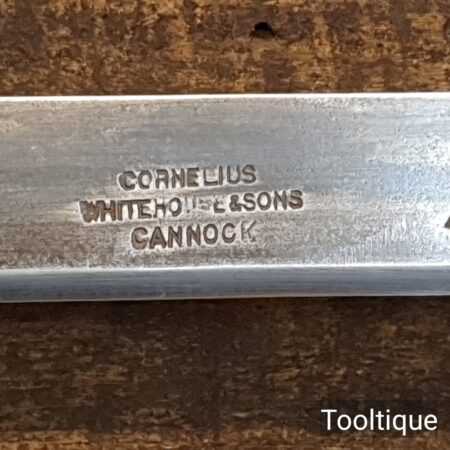 CORNELIUS
WHITEHOUSE & SONS
CANNOCK
Tooltique